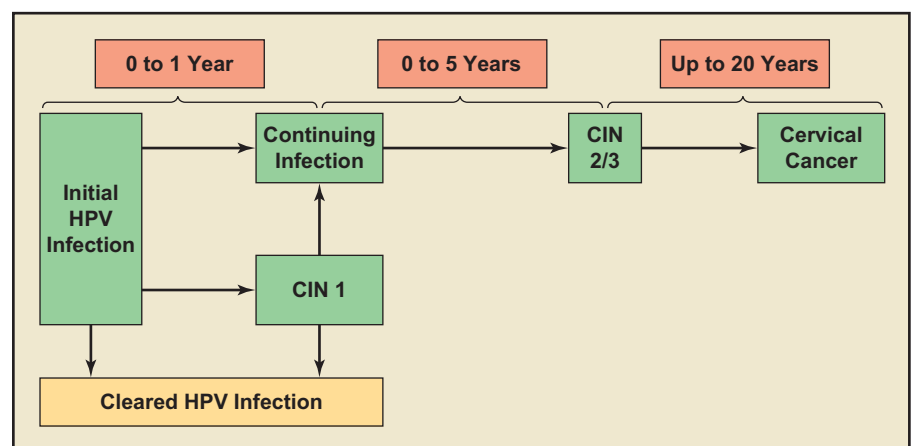 0 to 1 Year
0 to 5 Years
Up to 20 Years
Initial
HPV
Infection
Continuing
Infection
CIN
2/3
Cervical
Cancer
CIN 1
Cleared HPV Infection